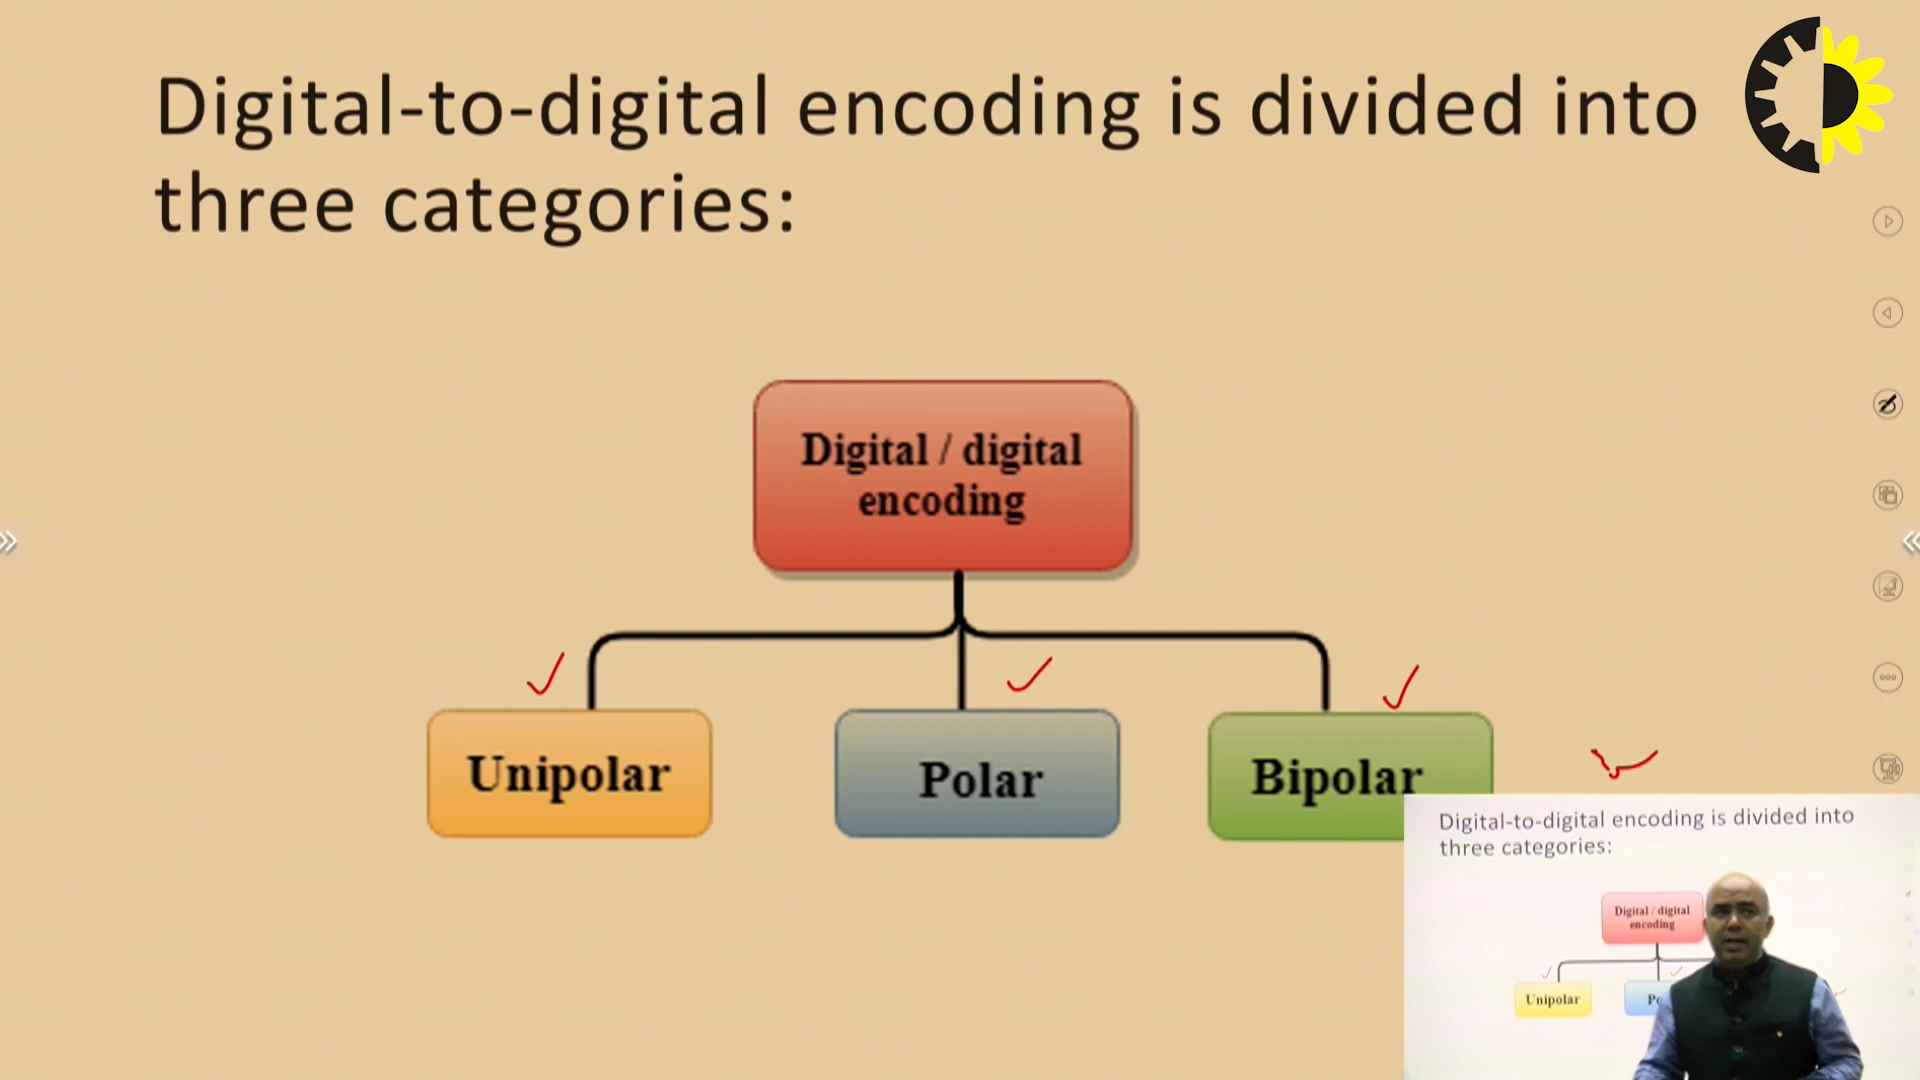 Digital-to-digital encoding is divided into
three categories:
Digital / digital
encoding
Unipolar
Polar
Bipolar
Digital-to-digital encoding is divided into
three categories:
Digital / digital
encoding
Unipolar